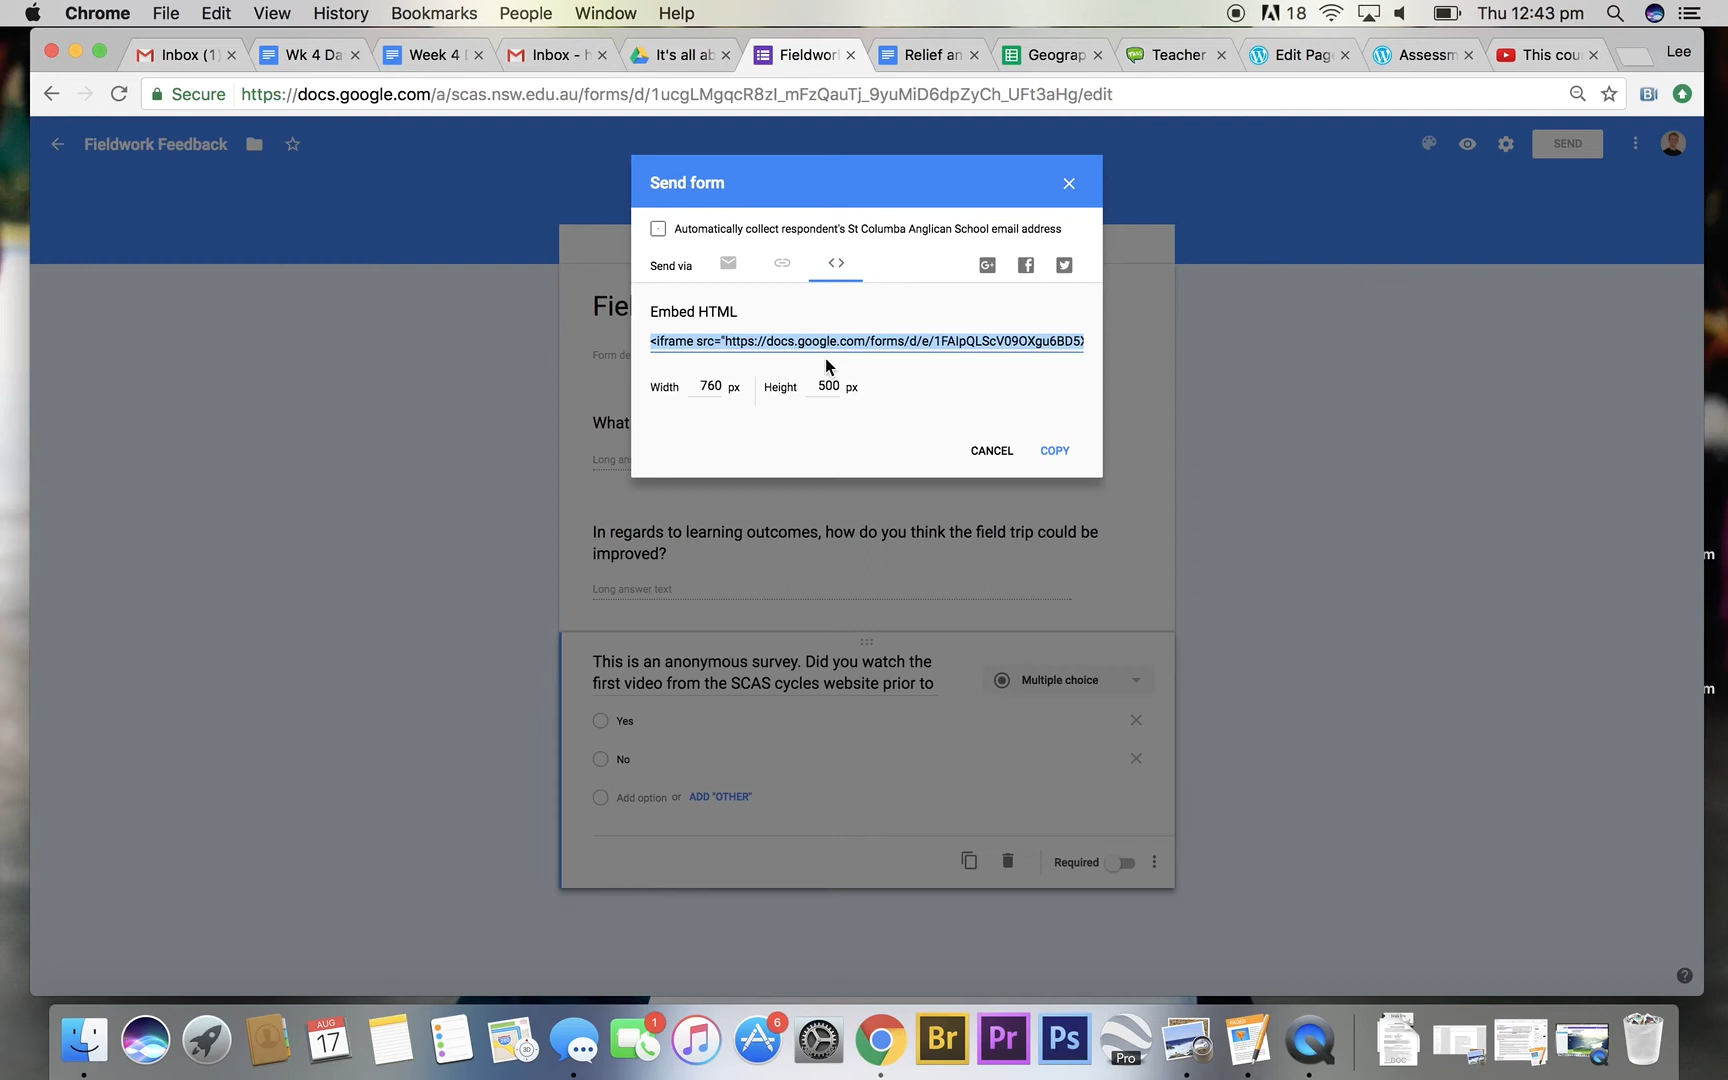 Chrome File Edit View History Bookmarks People Window Help 18 Thu 12:43 pm
Inbox (1) Wk 4 Da Week 4 Inbox - h It's all ab Fieldwor Relief an Geograp Teacher Edit Page Assessm This cou Lee
Secure https://docs.google.com/a/scas.nsw.edu.au/forms/d/1ucgLMgqcR8zI_mFzQauTj_9yuMiD6dpZyCh_UFt3aHg/edit
Fieldwork Feedback SEND
Send form
Automatically collect respondent's St Columba Anglican School email address
Send via
Embed HTML
Fie
<iframe src="https://docs.google.com/forms/d/e/1FAIpQLScV09OXgu6BD5X
Form de
Width 760 px Height 500 px
What
CANCEL COPY
Long an
In regards to learning outcomes, how do you think the field trip could be
improved?
Long answer text
This is an anonymous survey. Did you watch the
first video from the SCAS cycles website prior to
Multiple choice
Yes
No
Add option or ADD "OTHER"
Required
AUG
17
1
6
Br
Pr
Ps
Pro
DOC